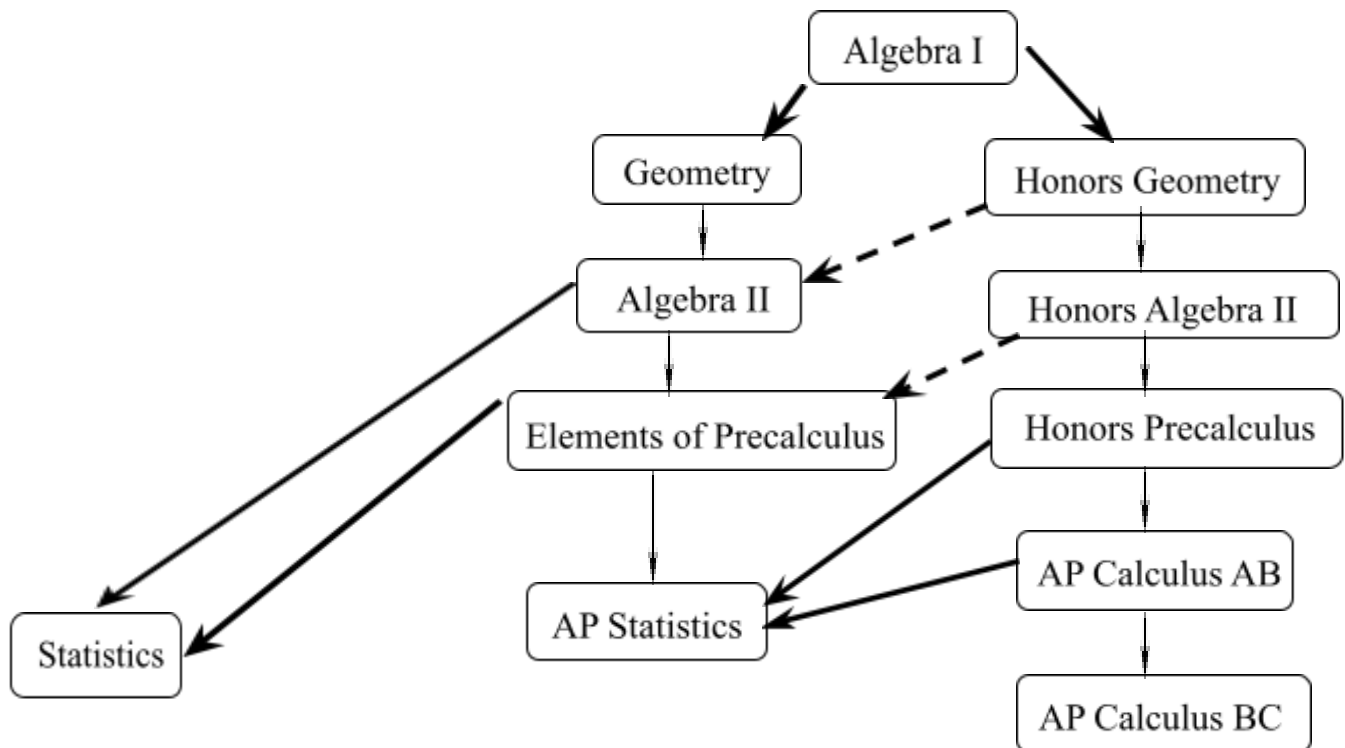 Algebra I
Geometry
Honors Geometry
Algebra II
Honors Algebra II
Elements of Precalculus
Honors Precalculus
AP Calculus AB
AP Statistics
Statistics
AP Calculus BC